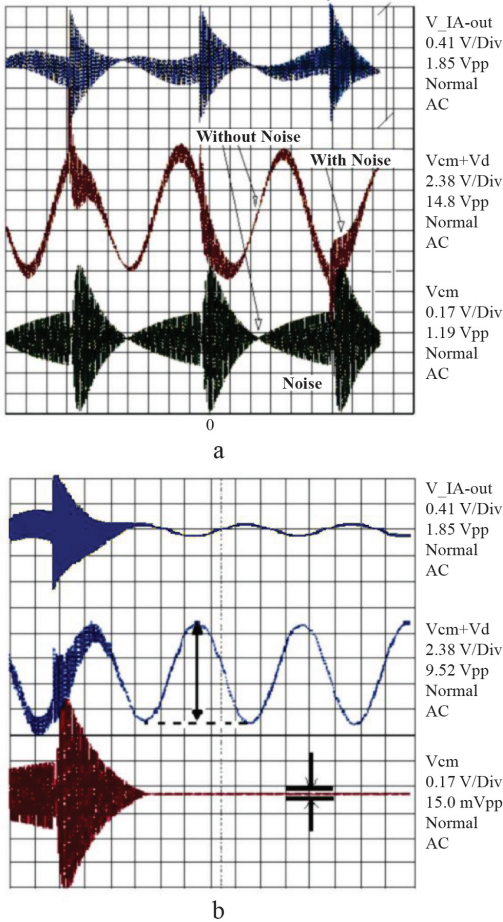 V_IA-out
0.41 V/Div
1.85 Vpp
Normal
AC
Without Noise
With Noise
Vcm+Vd
2.38 V/Div
14.8 Vpp
Normal
AC
Vcm
0.17 V/Div
1.19 Vpp
Normal
AC
Noise
0
a
V_IA-out
0.41 V/Div
1.85 Vpp
Normal
AC
Vcm+Vd
2.38 V/Div
9.52 Vpp
Normal
AC
Vcm
0.17 V/Div
15.0 mVpp
Normal
AC
b